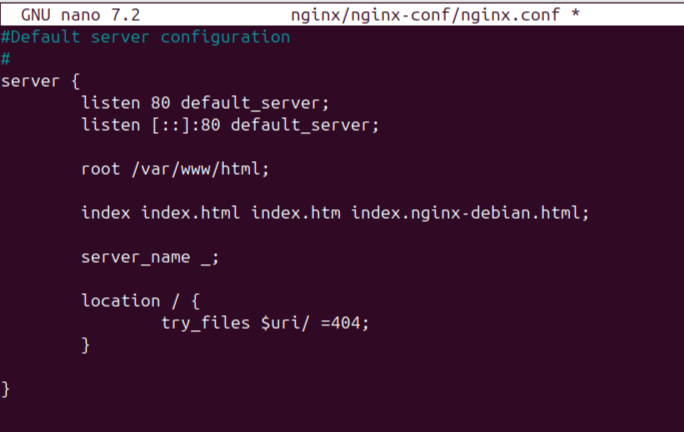 GNU nano 7.2 nginx/nginx-conf/nginx.conf *
#Default server configuration
#
server {
listen 80 default_server;
listen [::]:80 default_server;
root /var/www/html;
index index.html index.htm index.nginx-debian.html;
server_name _;
location / {
try_files $uri/ =404;
}
}